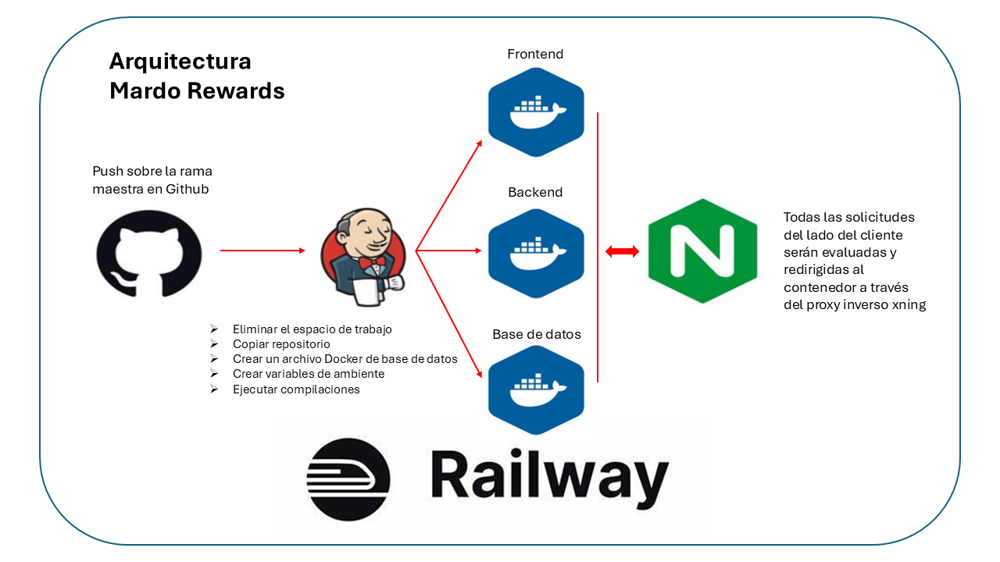 Arquitectura
Mardo Rewards
Frontend
Push sobre la rama
maestra en Github
Backend
Todas las solicitudes
del lado del cliente
serán evaluadas y
redirigidas al
contenedor a través
del proxy inverso xning
N
Eliminar el espacio de trabajo
Copiar repositorio
Crear un archivo Docker de base de datos
Crear variables de ambiente
Ejecutar compilaciones
Base de datos
Railway